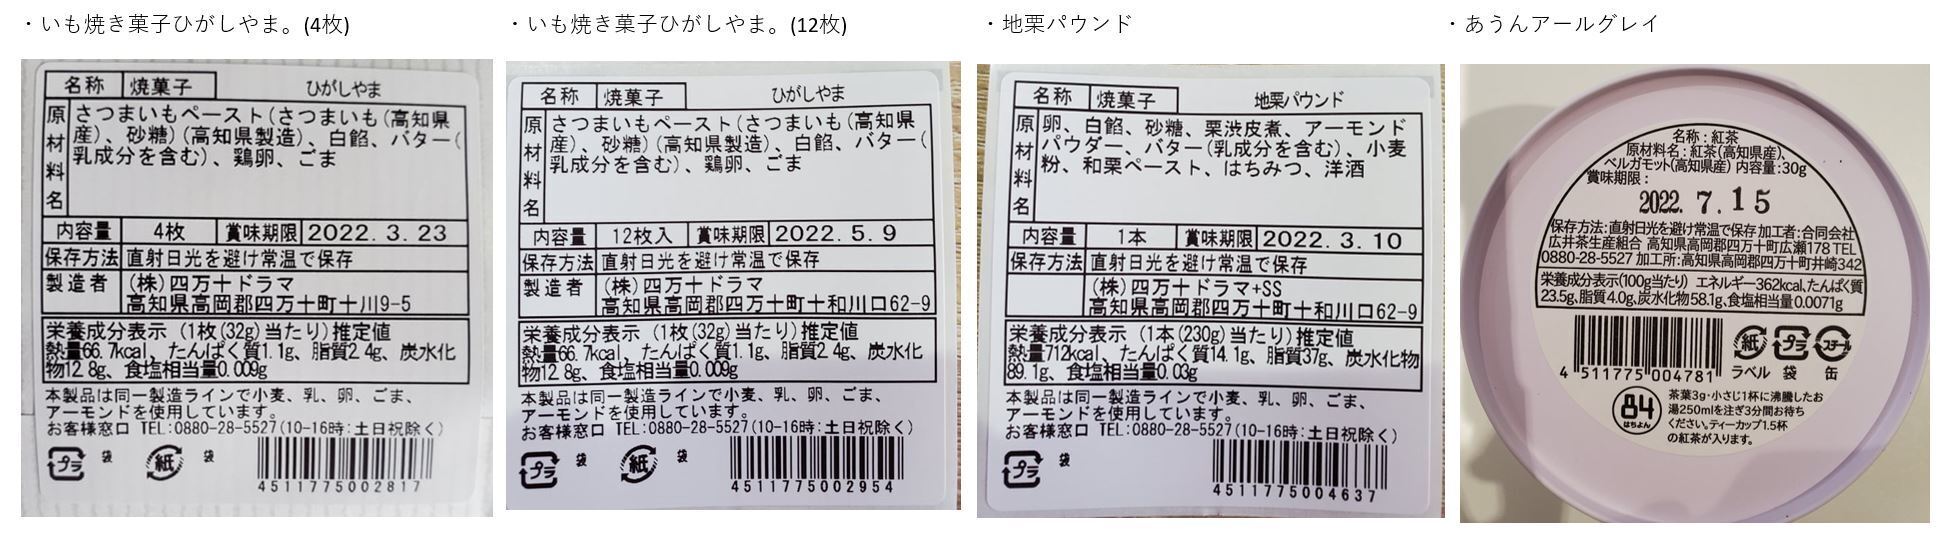 ・いも焼き菓子ひがしやま。(4枚)
名称 焼菓子 ひがしやま
原材料名 さつまいもペースト(さつまいも(高知県
産)、砂糖)(高知県製造)、白餡、バター(
乳成分を含む)、鶏卵、ごま
内容量 4枚 賞味期限 2022.3.23
保存方法 直射日光を避け常温で保存
製造者 (株)四万十ドラマ
高知県高岡郡四万十町十川9-5
栄養成分表示(1枚(32g)当たり)推定値
熱量66.7kcal、たんぱく質1.1g、脂質2.4g、炭水化
物12.8g、食塩相当量0.009g
本製品は同一製造ラインで小麦、乳、卵、ごま、
アーモンドを使用しています。
お客様窓口 TEL:0880-28-5527(10-16時:土日祝除く)
プラ 袋 紙 袋
4511775002817
・いも焼き菓子ひがしやま。(12枚)
名称 焼菓子 ひがしやま
原材料名 さつまいもペースト(さつまいも(高知県
産)、砂糖)(高知県製造)、白餡、バター(
乳成分を含む)、鶏卵、ごま
内容量 12枚入 賞味期限 2022.5.9
保存方法 直射日光を避け常温で保存
製造者 (株)四万十ドラマ
高知県高岡郡四万十町十和川口62-9
栄養成分表示(1枚(32g)当たり)推定値
熱量66.7kcal、たんぱく質1.1g、脂質2.4g、炭水化
物12.8g、食塩相当量0.009g
本製品は同一製造ラインで小麦、乳、卵、ごま、
アーモンドを使用しています。
お客様窓口 TEL:0880-28-5527(10-16時:土日祝除く)
プラ 袋 紙 袋
4511775002954
・地栗パウンド
名称 焼菓子 地栗パウンド
原材料名 卵、白餡、砂糖、栗渋皮煮、アーモンド
パウダー、バター(乳成分を含む)、小麦
粉、和栗ペースト、はちみつ、洋酒
内容量 1本 賞味期限 2022.3.10
保存方法 直射日光を避け常温で保存
(株)四万十ドラマ+SS
高知県高岡郡四万十町十和川口62-9
栄養成分表示(1本(230g)当たり)推定値
熱量712kcal、たんぱく質14.1g、脂質37g、炭水化物
89.1g、食塩相当量0.03g
本製品は同一製造ラインで小麦、乳、卵、ごま、
アーモンドを使用しています。
お客様窓口 TEL:0880-28-5527(10-16時:土日祝除く)
プラ 袋
4511775004637
・あうんアールグレイ
名称:紅茶
原材料名:紅茶(高知県産)、
ベルガモット(高知県産) 内容量:30g
賞味期限:
2022.7.15
保存方法:直射日光を避け常温で保存 加工者:合同会社
広井茶生産組合 高知県高岡郡四万十町広瀬178 TEL
0880-28-5527 加工所:高知県高岡郡四万十町井崎342
栄養成分表示(100g当たり) エネルギー362kcal、たんぱく質
23.5g、脂質4.0g、炭水化物58.1g、食塩相当量0.0071g
紙 プラ スチール
4511775004781 ラベル 袋 缶
84 はちよん
茶葉3g・小さじ1杯に沸騰したお
湯250mlを注ぎ3分間お待ち
ください。ティーカップ1.5杯
の紅茶が入ります。